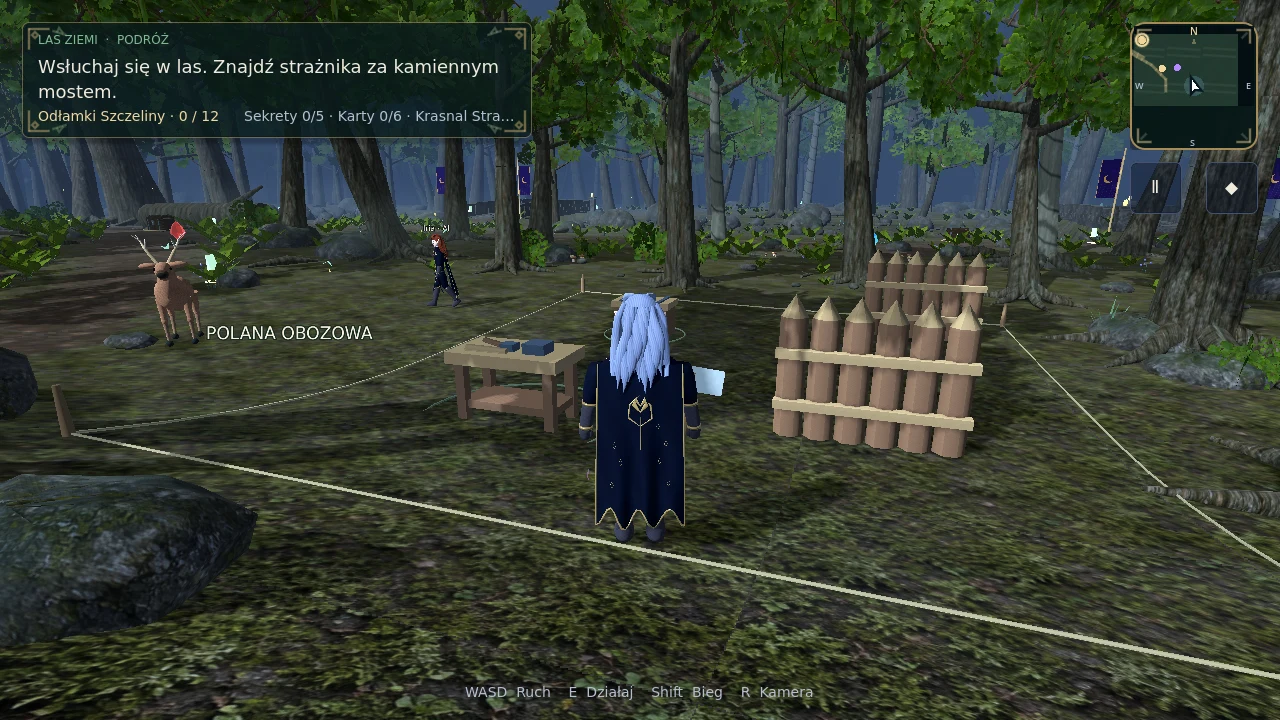 LAS ZIEMI · PODRÓŻ
Wsłuchaj się w las. Znajdź strażnika za kamiennym
mostem.
Odłamki Szczeliny · 0 / 12 Sekrety 0/5 · Karty 0/6 · Krasnal Stra...
N
W E
S
POLANA OBOZOWA
WASD Ruch E Działaj Shift Bieg R Kamera